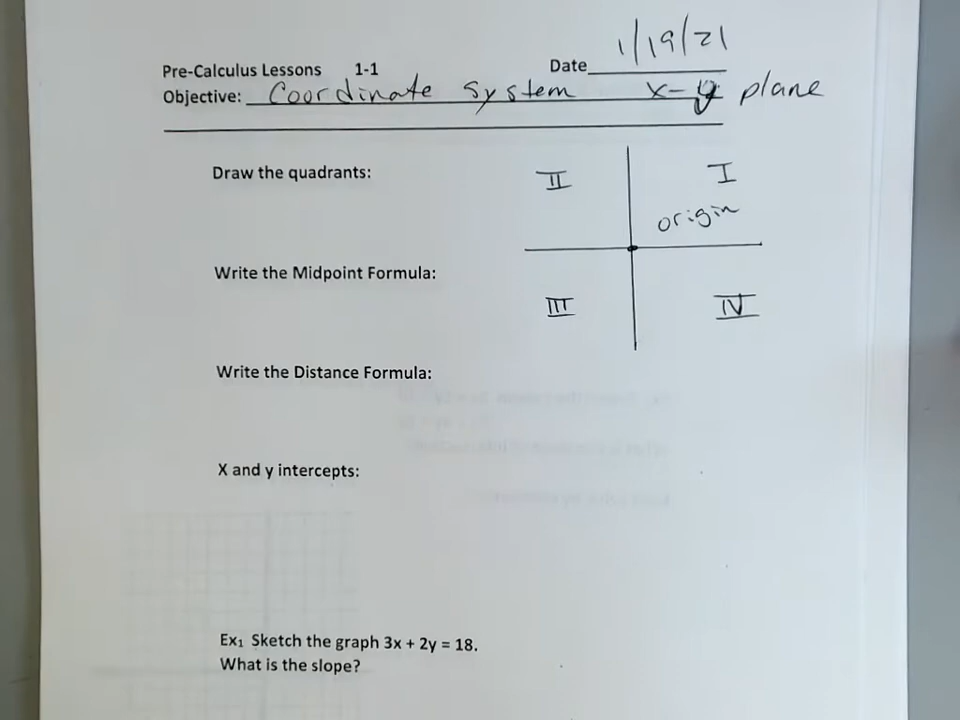 1/19/21
Pre-Calculus Lessons 1-1 Date
Objective: Coordinate system x-y plane
Draw the quadrants:
II I
origin
Write the Midpoint Formula:
III IV
Write the Distance Formula:
X and y intercepts:
Ex1 Sketch the graph 3x + 2y = 18.
What is the slope?